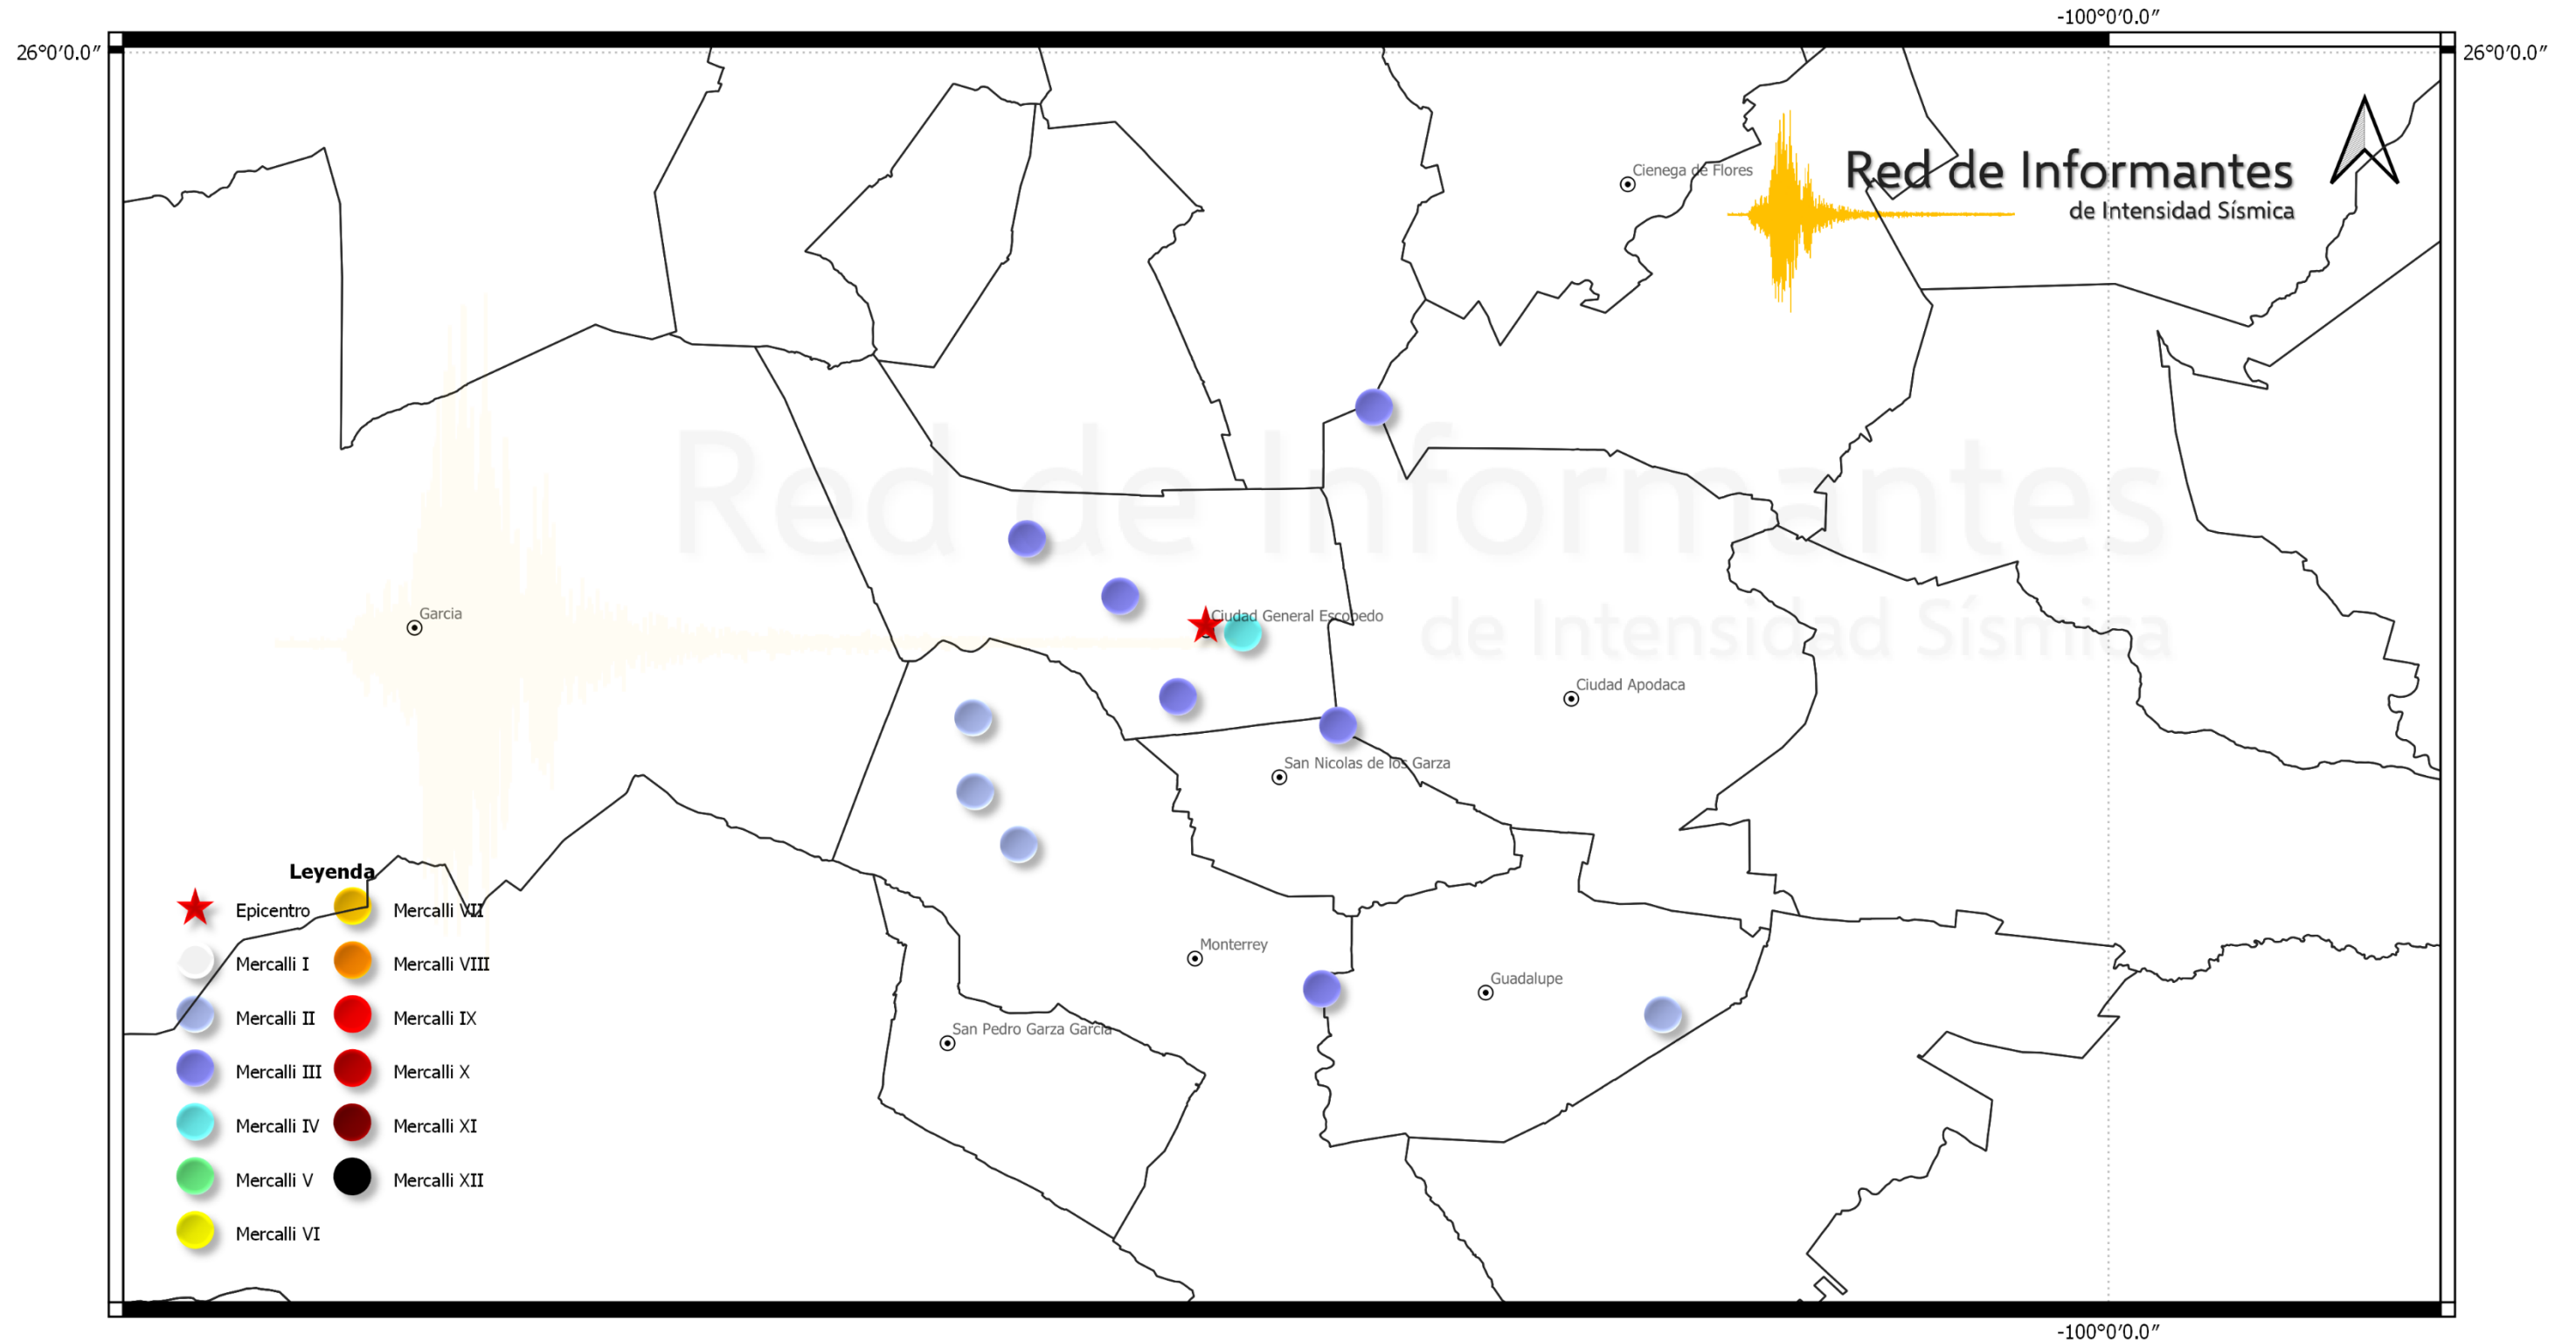 -100°0′0.0″
26°0′0.0″
26°0′0.0″
Cienega de Flores
Red de Informantes
de Intensidad Sísmica
Red de Informantes
de Intensidad Sísmica
Garcia
Ciudad General Escobedo
Ciudad Apodaca
San Nicolas de los Garza
Monterrey
Guadalupe
San Pedro Garza Garcia
Leyenda
Epicentro
Mercalli I
Mercalli II
Mercalli III
Mercalli IV
Mercalli V
Mercalli VI
Mercalli VII
Mercalli VIII
Mercalli IX
Mercalli X
Mercalli XI
Mercalli XII
-100°0′0.0″